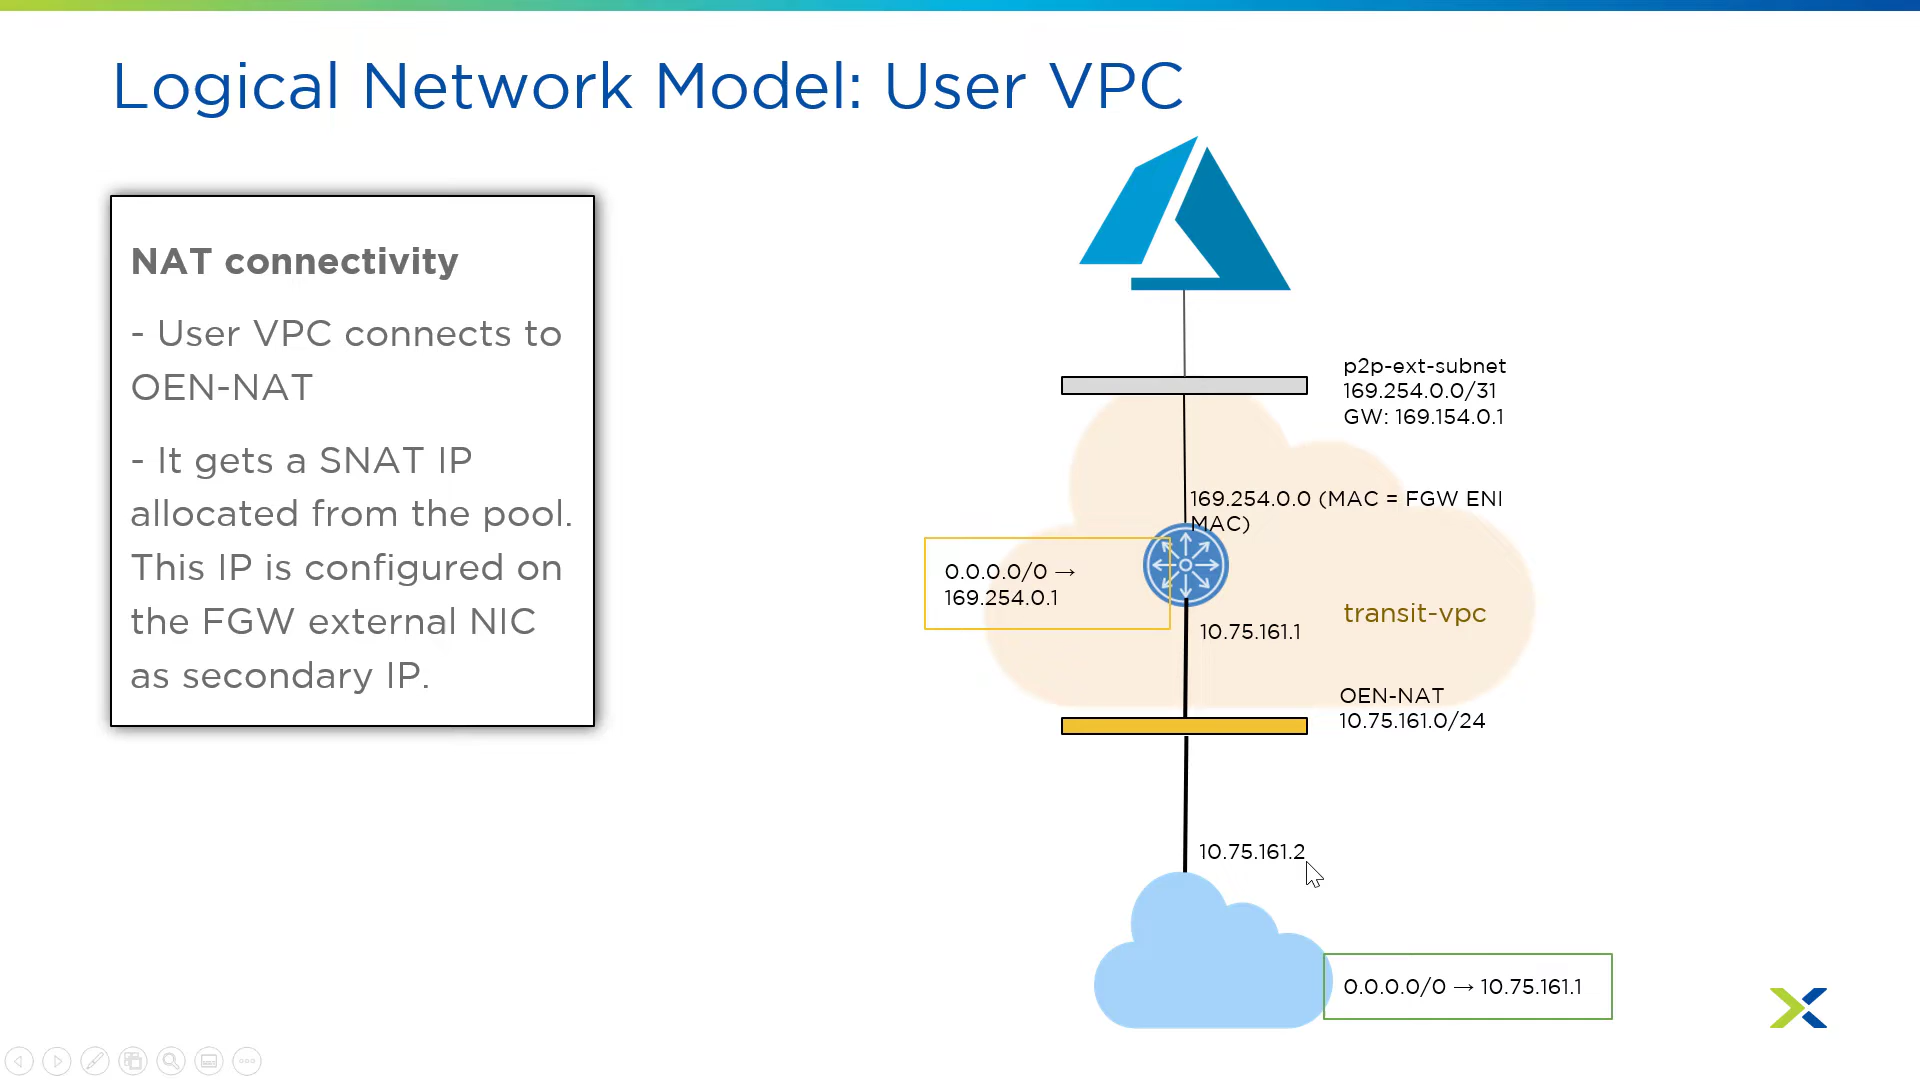 Logical Network Model: User VPC
NAT connectivity
- User VPC connects to
OEN-NAT
- It gets a SNAT IP
allocated from the pool.
This IP is configured on
the FGW external NIC
as secondary IP.
p2p-ext-subnet
169.254.0.0/31
GW: 169.154.0.1
169.254.0.0 (MAC = FGW ENI
MAC)
0.0.0.0/0 →
169.254.0.1
10.75.161.1
transit-vpc
OEN-NAT
10.75.161.0/24
10.75.161.2
0.0.0.0/0 → 10.75.161.1